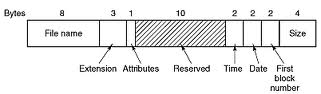 Bytes 8 3 1 10 2 2 2 4
File name Size
Extension Attributes Reserved Time Date First
block
number